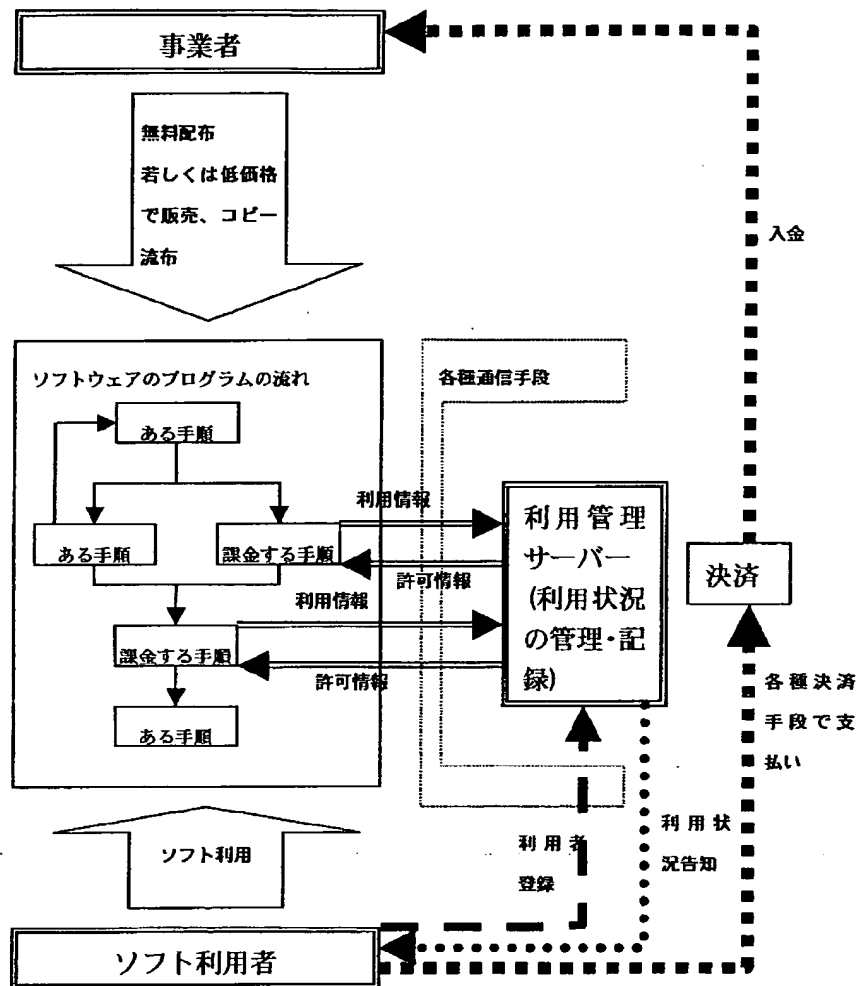 事業者
無料配布
若しくは低価格
で販売、コピー
流布
入金
ソフトウェアのプログラムの流れ
各種通信手段
ある手順
ある手順
課金する手順
利用情報
許可情報
利用管理
サーバー
(利用状況
の管理・記
録)
決済
課金する手順
利用情報
許可情報
ある手順
各種決済
手段で支
払い
ソフト利用
利用者
登録
利用状
況告知
ソフト利用者